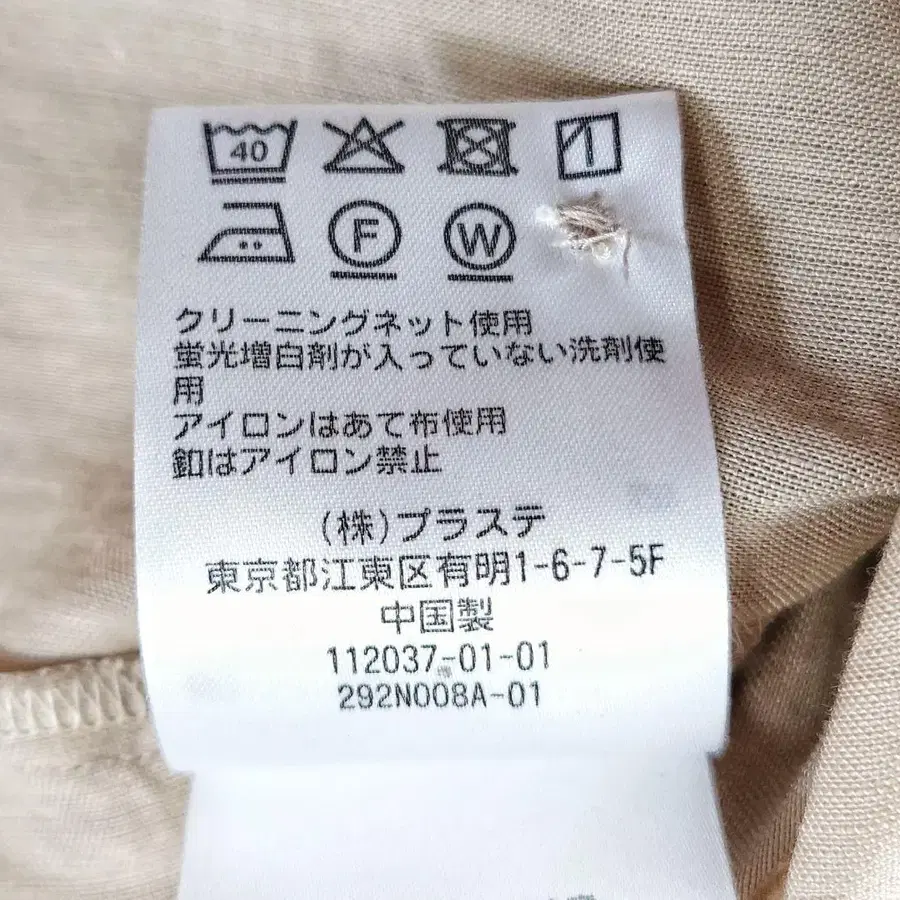 40
F W
クリーニングネット使用
蛍光増白剤が入っていない洗剤使
用
アイロンはあて布使用
釦はアイロン禁止
(株)プラステ
東京都江東区有明1-6-7-5F
中国製
112037-01-01
292N008A-01